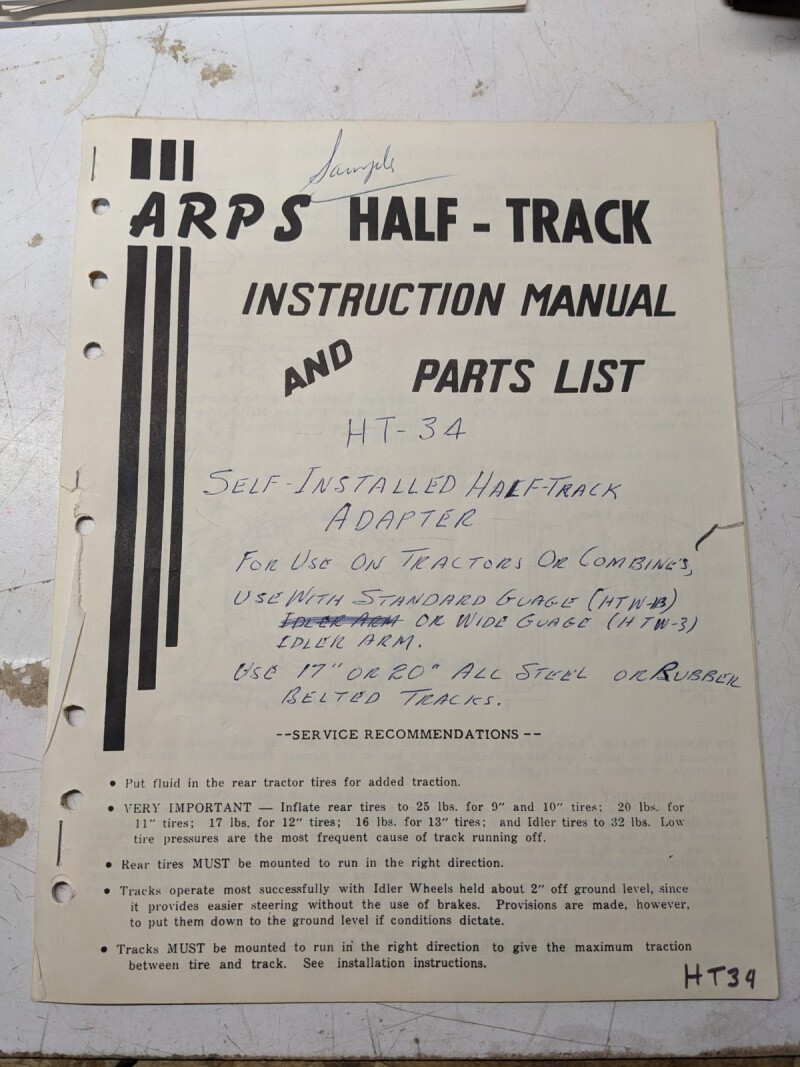 Sample
ARPS HALF - TRACK
INSTRUCTION MANUAL
AND PARTS LIST
HT-34
SELF-INSTALLED HALF-TRACK
ADAPTER
FOR USE ON TRACTORS OR COMBINE'S,
USE WITH STANDARD GUAGE (HTW-1B)
IDLER ARM OR WIDE GUAGE (HTW-3)
IDLER ARM.
USE 17" OR 20" ALL STEEL OR RUBBER
BELTED TRACKS.
--SERVICE RECOMMENDATIONS--
• Put fluid in the rear tractor tires for added traction.
• VERY IMPORTANT — Inflate rear tires to 25 lbs. for 9" and 10" tires; 20 lbs. for
11" tires; 17 lbs. for 12" tires; 16 lbs. for 13" tires; and Idler tires to 32 lbs. Low
tire pressures are the most frequent cause of track running off.
• Rear tires MUST be mounted to run in the right direction.
• Tracks operate most successfully with Idler Wheels held about 2" off ground level, since
it provides easier steering without the use of brakes. Provisions are made, however,
to put them down to the ground level if conditions dictate.
• Tracks MUST be mounted to run in the right direction to give the maximum traction
between tire and track. See installation instructions.
HT34